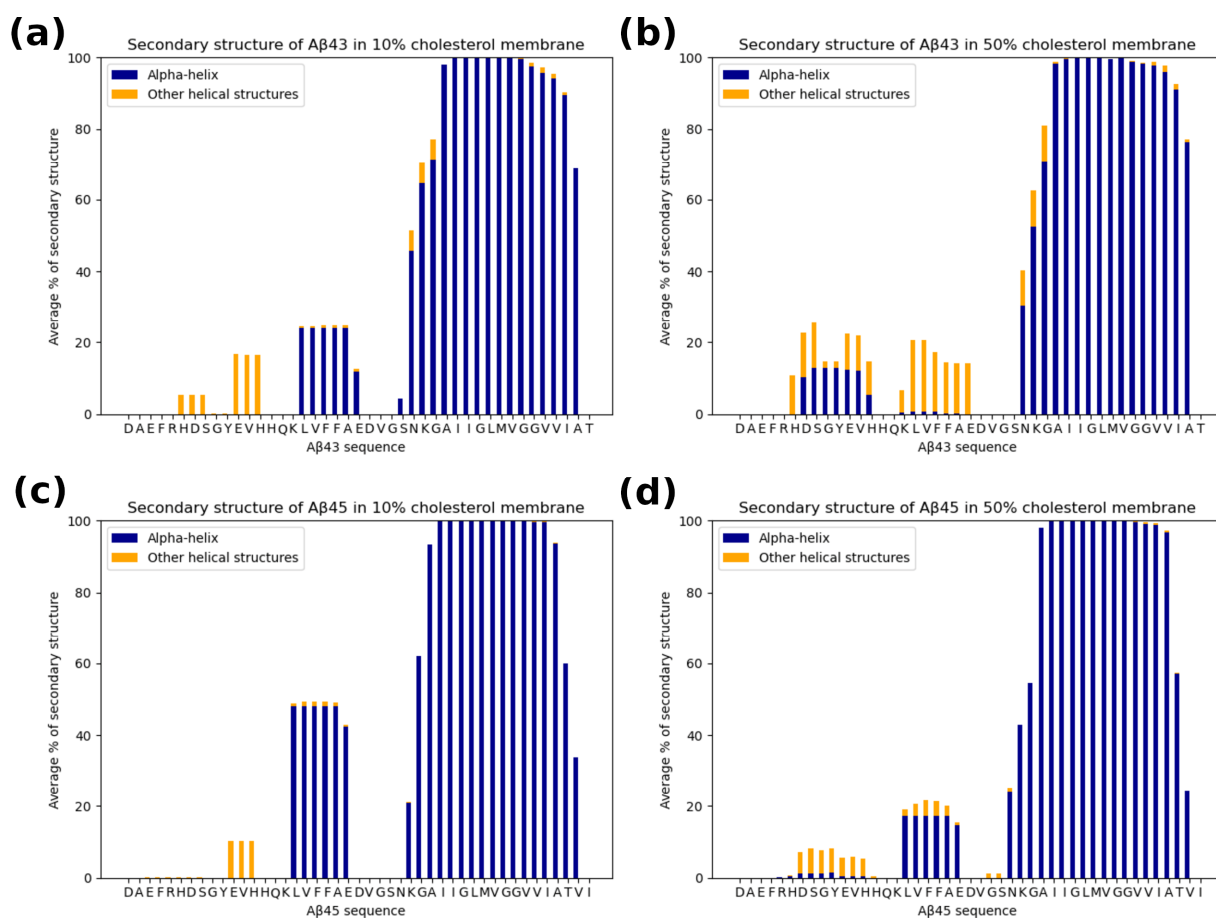 (a)
Secondary structure of Aβ43 in 10% cholesterol membrane
Alpha-helix
Other helical structures
Average % of secondary structure
100
80
60
40
20
0
D A E F R H D S G Y E V H H Q K L V F F A E D V G S N K G A I I G L M V G G V V I A T
Aβ43 sequence
(b)
Secondary structure of Aβ43 in 50% cholesterol membrane
Alpha-helix
Other helical structures
Average % of secondary structure
100
80
60
40
20
0
D A E F R H D S G Y E V H H Q K L V F F A E D V G S N K G A I I G L M V G G V V I A T
Aβ43 sequence
(c)
Secondary structure of Aβ45 in 10% cholesterol membrane
Alpha-helix
Other helical structures
Average % of secondary structure
100
80
60
40
20
0
D A E F R H D S G Y E V H H Q K L V F F A E D V G S N K G A I I G L M V G G V V I A T V I
Aβ45 sequence
(d)
Secondary structure of Aβ45 in 50% cholesterol membrane
Alpha-helix
Other helical structures
Average % of secondary structure
100
80
60
40
20
0
D A E F R H D S G Y E V H H Q K L V F F A E D V G S N K G A I I G L M V G G V V I A T V I
Aβ45 sequence